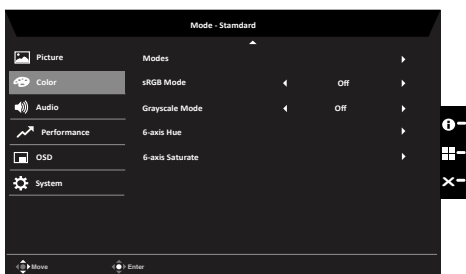 Mode - Standard
Picture
Modes
Color
sRGB Mode Off
Audio
Grayscale Mode Off
Performance
6-axis Hue
OSD
6-axis Saturate
System
Move Enter